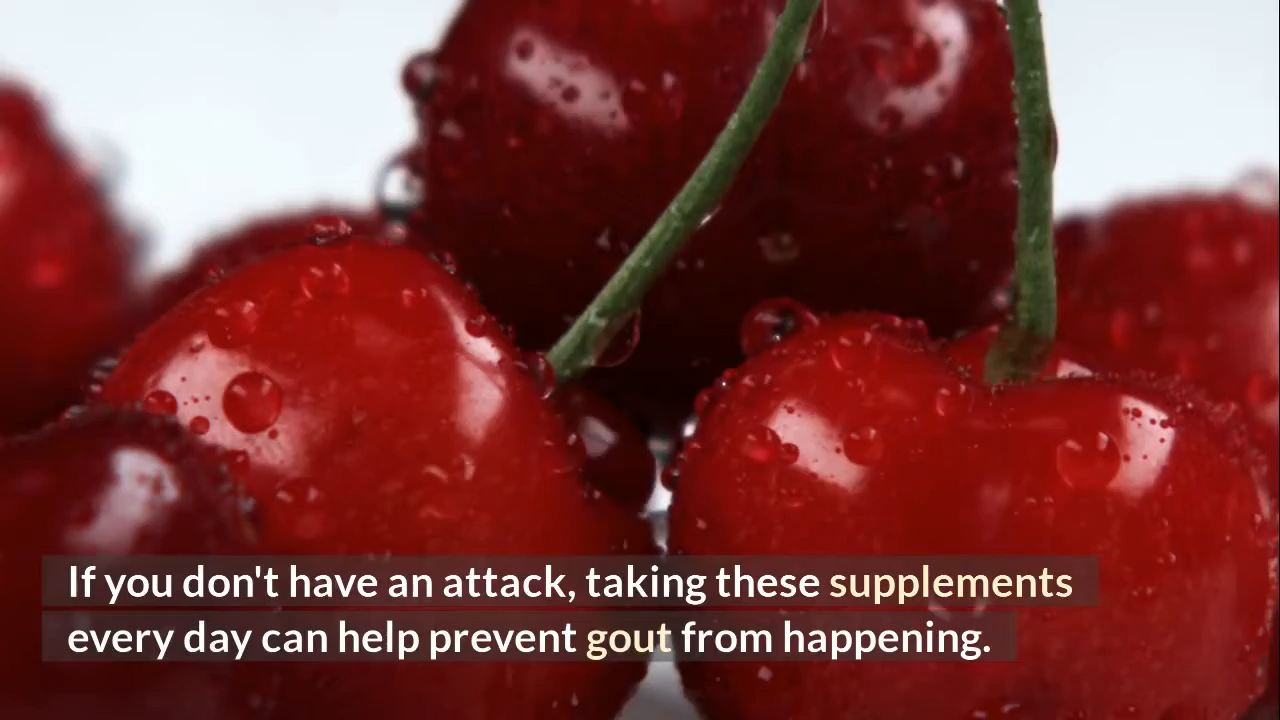 If you don't have an attack, taking these supplements
every day can help prevent gout from happening.